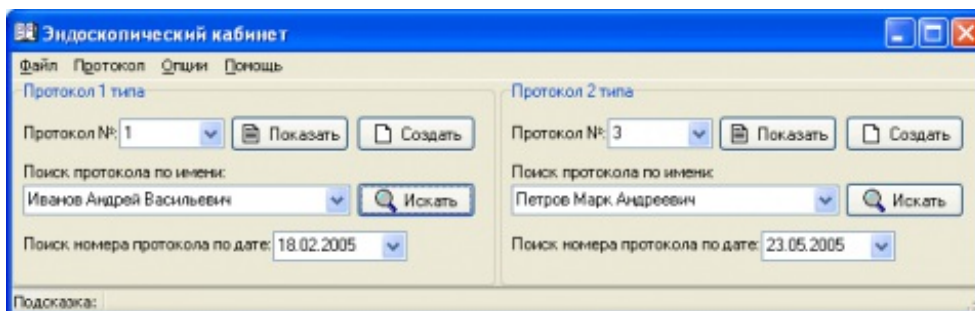 Эндоскопический кабинет
Файл Протокол Опции Помощь
Протокол 1 типа
Протокол №: 1 Показать Создать
Поиск протокола по имени:
Иванов Андрей Васильевич Искать
Поиск номера протокола по дате: 18.02.2005
Протокол 2 типа
Протокол №: 3 Показать Создать
Поиск протокола по имени:
Петров Марк Андреевич Искать
Поиск номера протокола по дате: 23.05.2005
Подсказка: